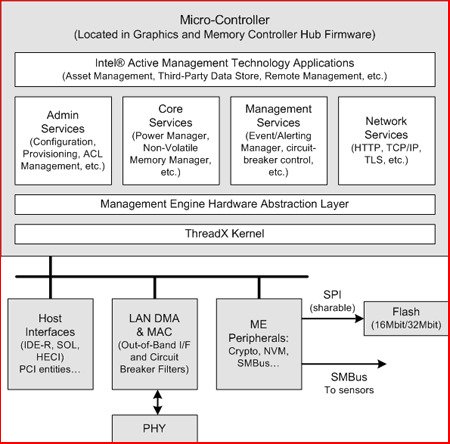 Micro-Controller
(Located in Graphics and Memory Controller Hub Firmware)
Intel® Active Management Technology Applications
(Asset Management, Third-Party Data Store, Remote Management, etc.)
Admin
Services
(Configuration,
Provisioning, ACL
Management, etc.)
Core
Services
(Power Manager,
Non-Volatile
Memory Manager,
etc.)
Management
Services
(Event/Alerting
Manager, circuit-
breaker control,
etc.)
Network
Services
(HTTP, TCP/IP,
TLS, etc.)
Management Engine Hardware Abstraction Layer
ThreadX Kernel
Host
Interfaces
(IDE-R, SOL,
HECI)
PCI entities...
LAN DMA
& MAC
(Out-of-Band I/F
and Circuit
Breaker Filters)
ME
Peripherals:
Crypto, NVM,
SMBus...
SPI
(sharable)
Flash
(16Mbit/32Mbit)
SMBus
To sensors
PHY